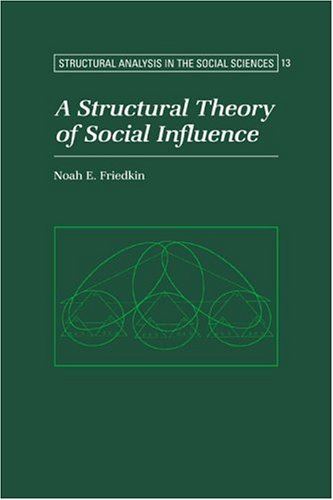 STRUCTURAL ANALYSIS IN THE SOCIAL SCIENCES 13
A Structural Theory
of Social Influence
Noah E. Friedkin